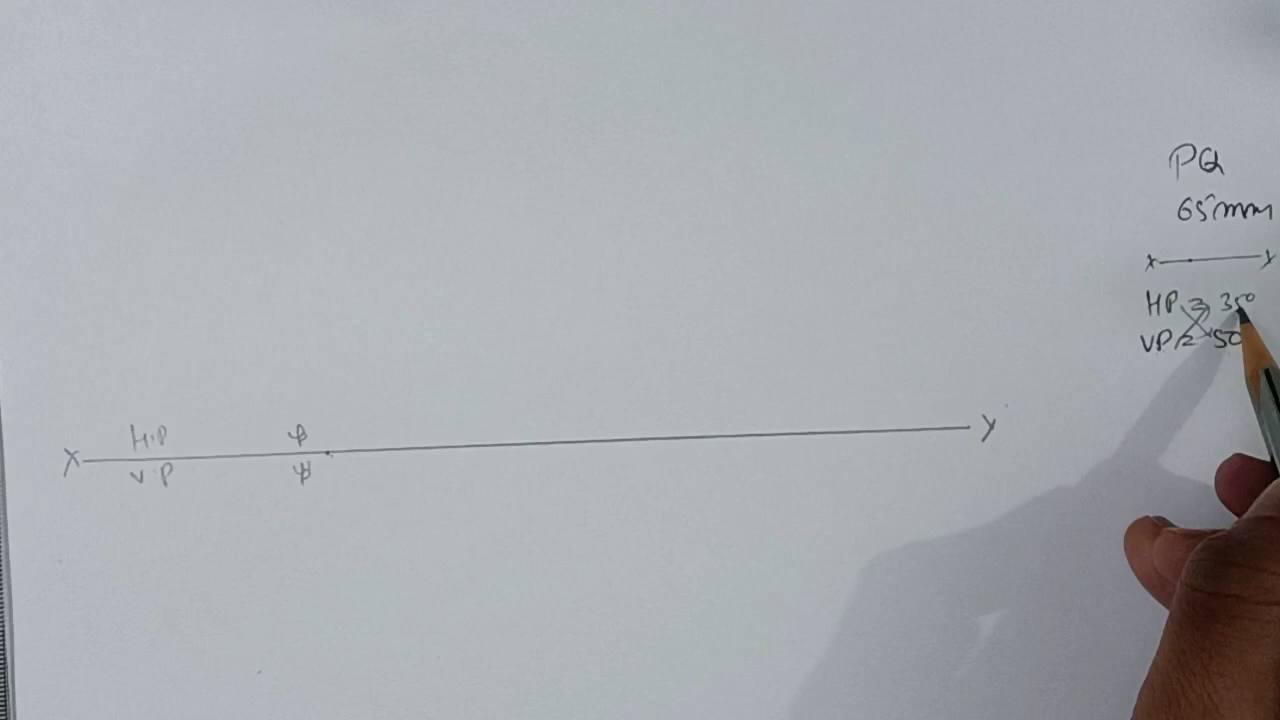 PQ
65mm
X Y
HP = 35°
VP = 50
H.P
V.P
X Y